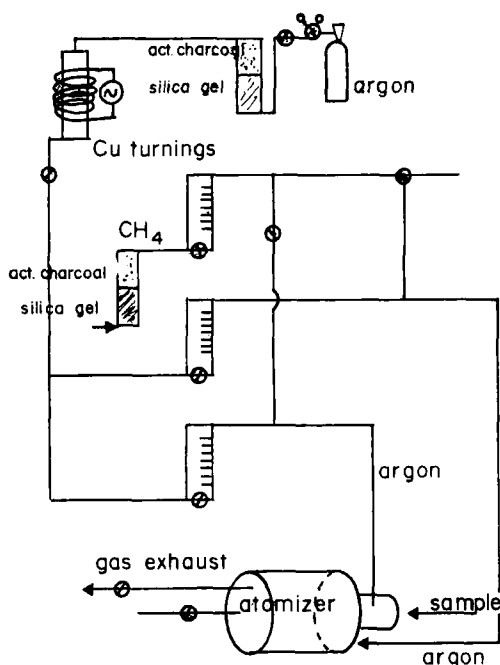 act. charcoal
silica gel
argon
Cu turnings
CH4
act. charcoal
silica gel
argon
gas exhaust
atomizer
sample
argon